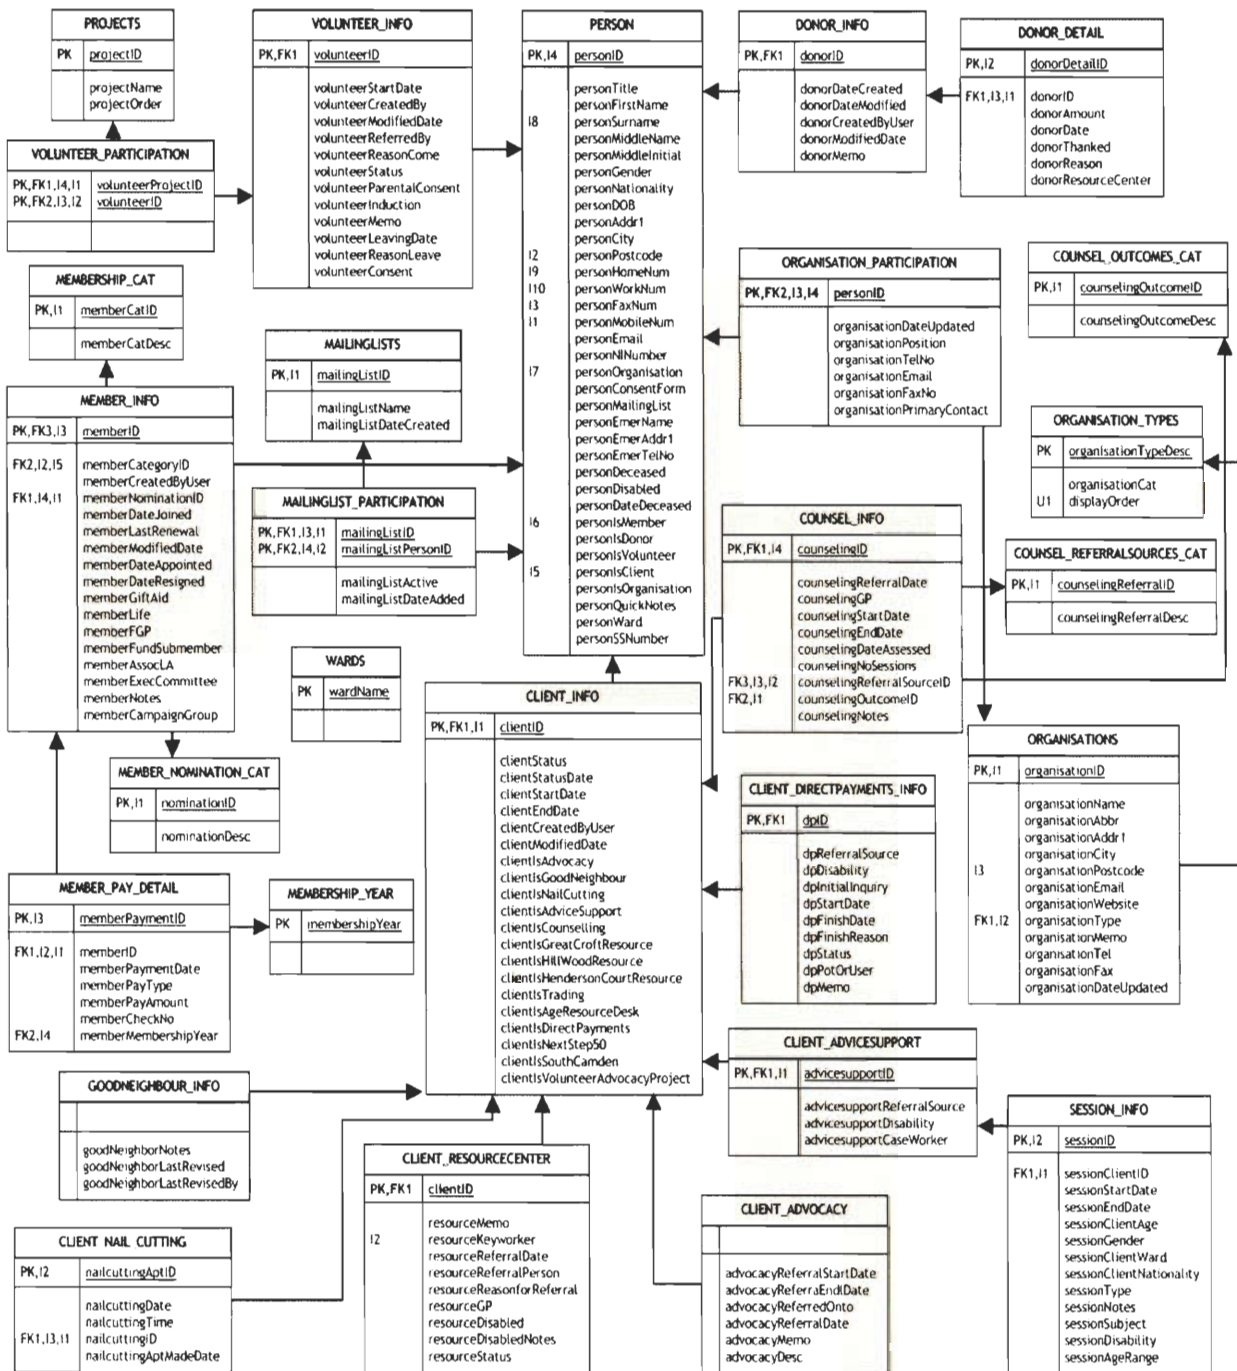 PROJECTS
PK projectID
projectName
projectOrder
VOLUNTEER_PARTICIPATION
PK,FK1,I4,I1 volunteerProjectID
PK,FK2,I3,I2 volunteerID
VOLUNTEER_INFO
PK,FK1 volunteerID
volunteerStartDate
volunteerCreatedBy
volunteerModifiedDate
volunteerReferredBy
volunteerReasonCome
volunteerStatus
volunteerParentalConsent
volunteerInduction
volunteerMemo
volunteerLeavingDate
volunteerReasonLeave
volunteerConsent
PERSON
PK,I4 personID
personTitle
personFirstName
I8 personSurname
personMiddleName
personMiddleInitial
personGender
personNationality
personDOB
personAddr1
personCity
I2 personPostcode
I9 personHomeNum
I10 personWorkNum
I3 personFaxNum
I1 personMobileNum
personEmail
personNINumber
I7 personOrganisation
personConsentForm
personMailingList
personEmerName
personEmerAddr1
personEmerTelNo
personDeceased
personDisabled
personDateDeceased
I6 personIsMember
personIsDonor
personIsVolunteer
I5 personIsClient
personIsOrganisation
personQuickNotes
personWard
personSSNumber
DONOR_INFO
PK,FK1 donorID
donorDateCreated
donorDateModified
donorCreatedByUser
donorModifiedDate
donorMemo
DONOR_DETAIL
PK,I2 donorDetailID
FK1,I3,I1 donorID
donorAmount
donorDate
donorThanked
donorReason
donorResourceCenter
MEMBERSHIP_CAT
PK,I1 memberCatID
memberCatDesc
MAILINGLISTS
PK,I1 mailingListID
mailingListName
mailingListDateCreated
MAILINGLIST_PARTICIPATION
PK,FK1,I3,I1 mailingListID
PK,FK2,I4,I2 mailingListPersonID
mailingListActive
mailingListDateAdded
ORGANISATION_PARTICIPATION
PK,FK2,I3,I4 personID
organisationDateUpdated
organisationPosition
organisationTelNo
organisationEmail
organisationFaxNo
organisationPrimaryContact
COUNSEL_OUTCOMES_CAT
PK,I1 counselingOutcomeID
counselingOutcomeDesc
ORGANISATION_TYPES
PK organisationTypeDesc
organisationCat
U1 displayOrder
MEMBER_INFO
PK,FK3,I3 memberID
FK2,I2,I5 memberCategoryID
memberCreatedByUser
FK1,I4,I1 memberNominationID
memberDateJoined
memberLastRenewal
memberModifiedDate
memberDateAppointed
memberDateResigned
memberGiftAid
memberLife
memberFGP
memberFundSubmember
memberAssocLA
memberExecCommittee
memberNotes
memberCampaignGroup
COUNSEL_INFO
PK,FK1,I4 counselingID
counselingReferralDate
counselingGP
counselingStartDate
counselingEndDate
counselingDateAssessed
counselingNoSessions
FK3,I3,I2 counselingReferralSourceID
FK2,I1 counselingOutcomeID
counselingNotes
COUNSEL_REFERRALSOURCES_CAT
PK,I1 counselingReferralID
counselingReferralDesc
WARDS
PK wardName
CLIENT_INFO
PK,FK1,I1 clientID
clientStatus
clientStatusDate
clientStartDate
clientEndDate
clientCreatedByUser
clientModifiedDate
clientIsAdvocacy
clientIsGoodNeighbour
clientIsNailCutting
clientIsAdviceSupport
clientIsCounselling
clientIsGreatCroftResource
clientIsHillWoodResource
clientIsHendersonCourtResource
clientIsTrading
clientIsAgeResourceDesk
clientIsDirectPayments
clientIsNextStep50
clientIsSouthCamden
clientIsVolunteerAdvocacyProject
MEMBER_NOMINATION_CAT
PK,I1 nominationID
nominationDesc
CLIENT_DIRECTPAYMENTS_INFO
PK,FK1 dpID
dpReferralSource
dpDisability
dpInitialInquiry
dpStartDate
dpFinishDate
dpFinishReason
dpStatus
dpPotOrUser
dpMemo
ORGANISATIONS
PK,I1 organisationID
organisationName
organisationAbbr
organisationAddr1
organisationCity
I3 organisationPostcode
organisationEmail
organisationWebsite
FK1,I2 organisationType
organisationMemo
organisationTel
organisationFax
organisationDateUpdated
MEMBER_PAY_DETAIL
PK,I3 memberPaymentID
FK1,I2,I1 memberID
memberPaymentDate
memberPayType
memberPayAmount
memberCheckNo
FK2,I4 memberMembershipYear
MEMBERSHIP_YEAR
PK membershipYear
GOODNEIGHBOUR_INFO
goodNeighborNotes
goodNeighborLastRevised
goodNeighborLastRevisedBy
CLIENT_ADVICESUPPORT
PK,FK1,I1 advicesupportID
advicesupportReferralSource
advicesupportDisability
advicesupportCaseWorker
SESSION_INFO
PK,I2 sessionID
FK1,I1 sessionClientID
sessionStartDate
sessionEndDate
sessionClientAge
sessionGender
sessionClientWard
sessionClientNationality
sessionType
sessionNotes
sessionSubject
sessionDisability
sessionAgeRange
CLIENT NAIL CUTTING
PK,I2 nailcuttingAptID
nailcuttingDate
nailcuttingTime
FK1,I3,I1 nailcuttingID
nailcuttingAptMadeDate
CLIENT_RESOURCECENTER
PK,FK1 clientID
resourceMemo
I2 resourceKeyworker
resourceReferralDate
resourceReferralPerson
resourceReasonforReferral
resourceGP
resourceDisabled
resourceDisabledNotes
resourceStatus
CLIENT_ADVOCACY
advocacyReferralStartDate
advocacyReferraEndlDate
advocacyReferredOnto
advocacyReferralDate
advocacyMemo
advocacyDesc